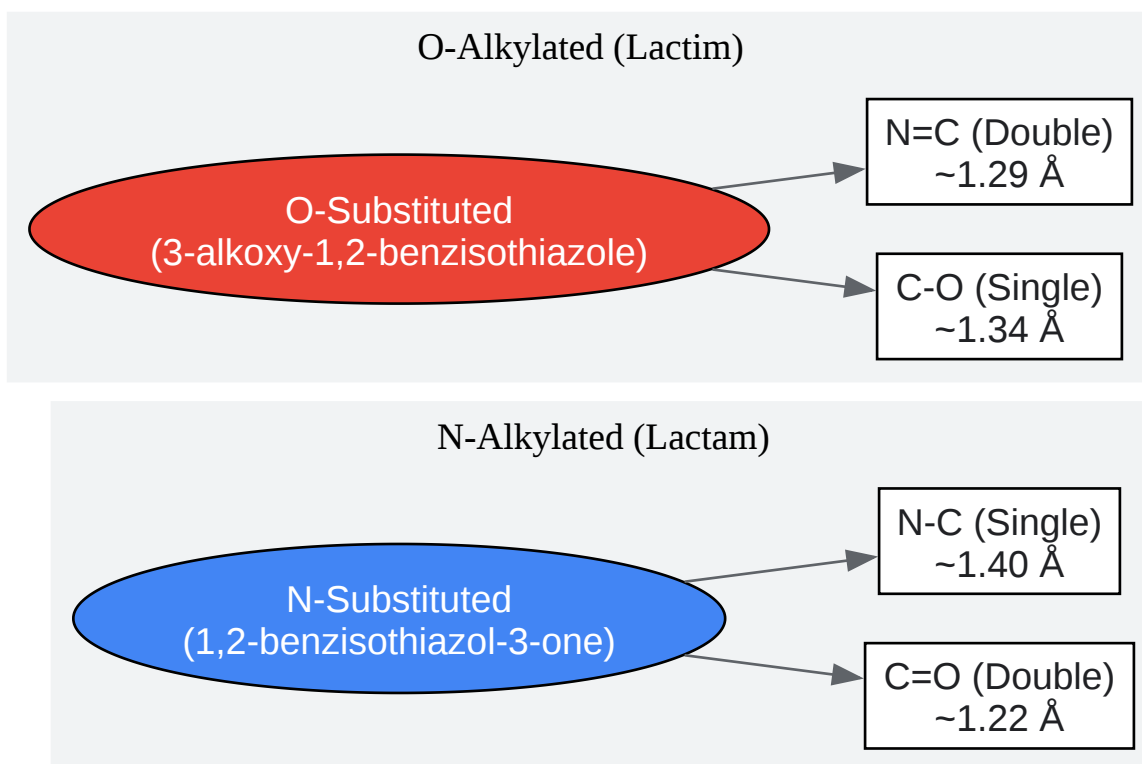 O-Alkylated (Lactim)
O-Substituted
(3-alkoxy-1,2-benzisothiazole)
N=C (Double)
~1.29 Å
C-O (Single)
~1.34 Å
N-Alkylated (Lactam)
N-Substituted
(1,2-benzisothiazol-3-one)
N-C (Single)
~1.40 Å
C=O (Double)
~1.22 Å